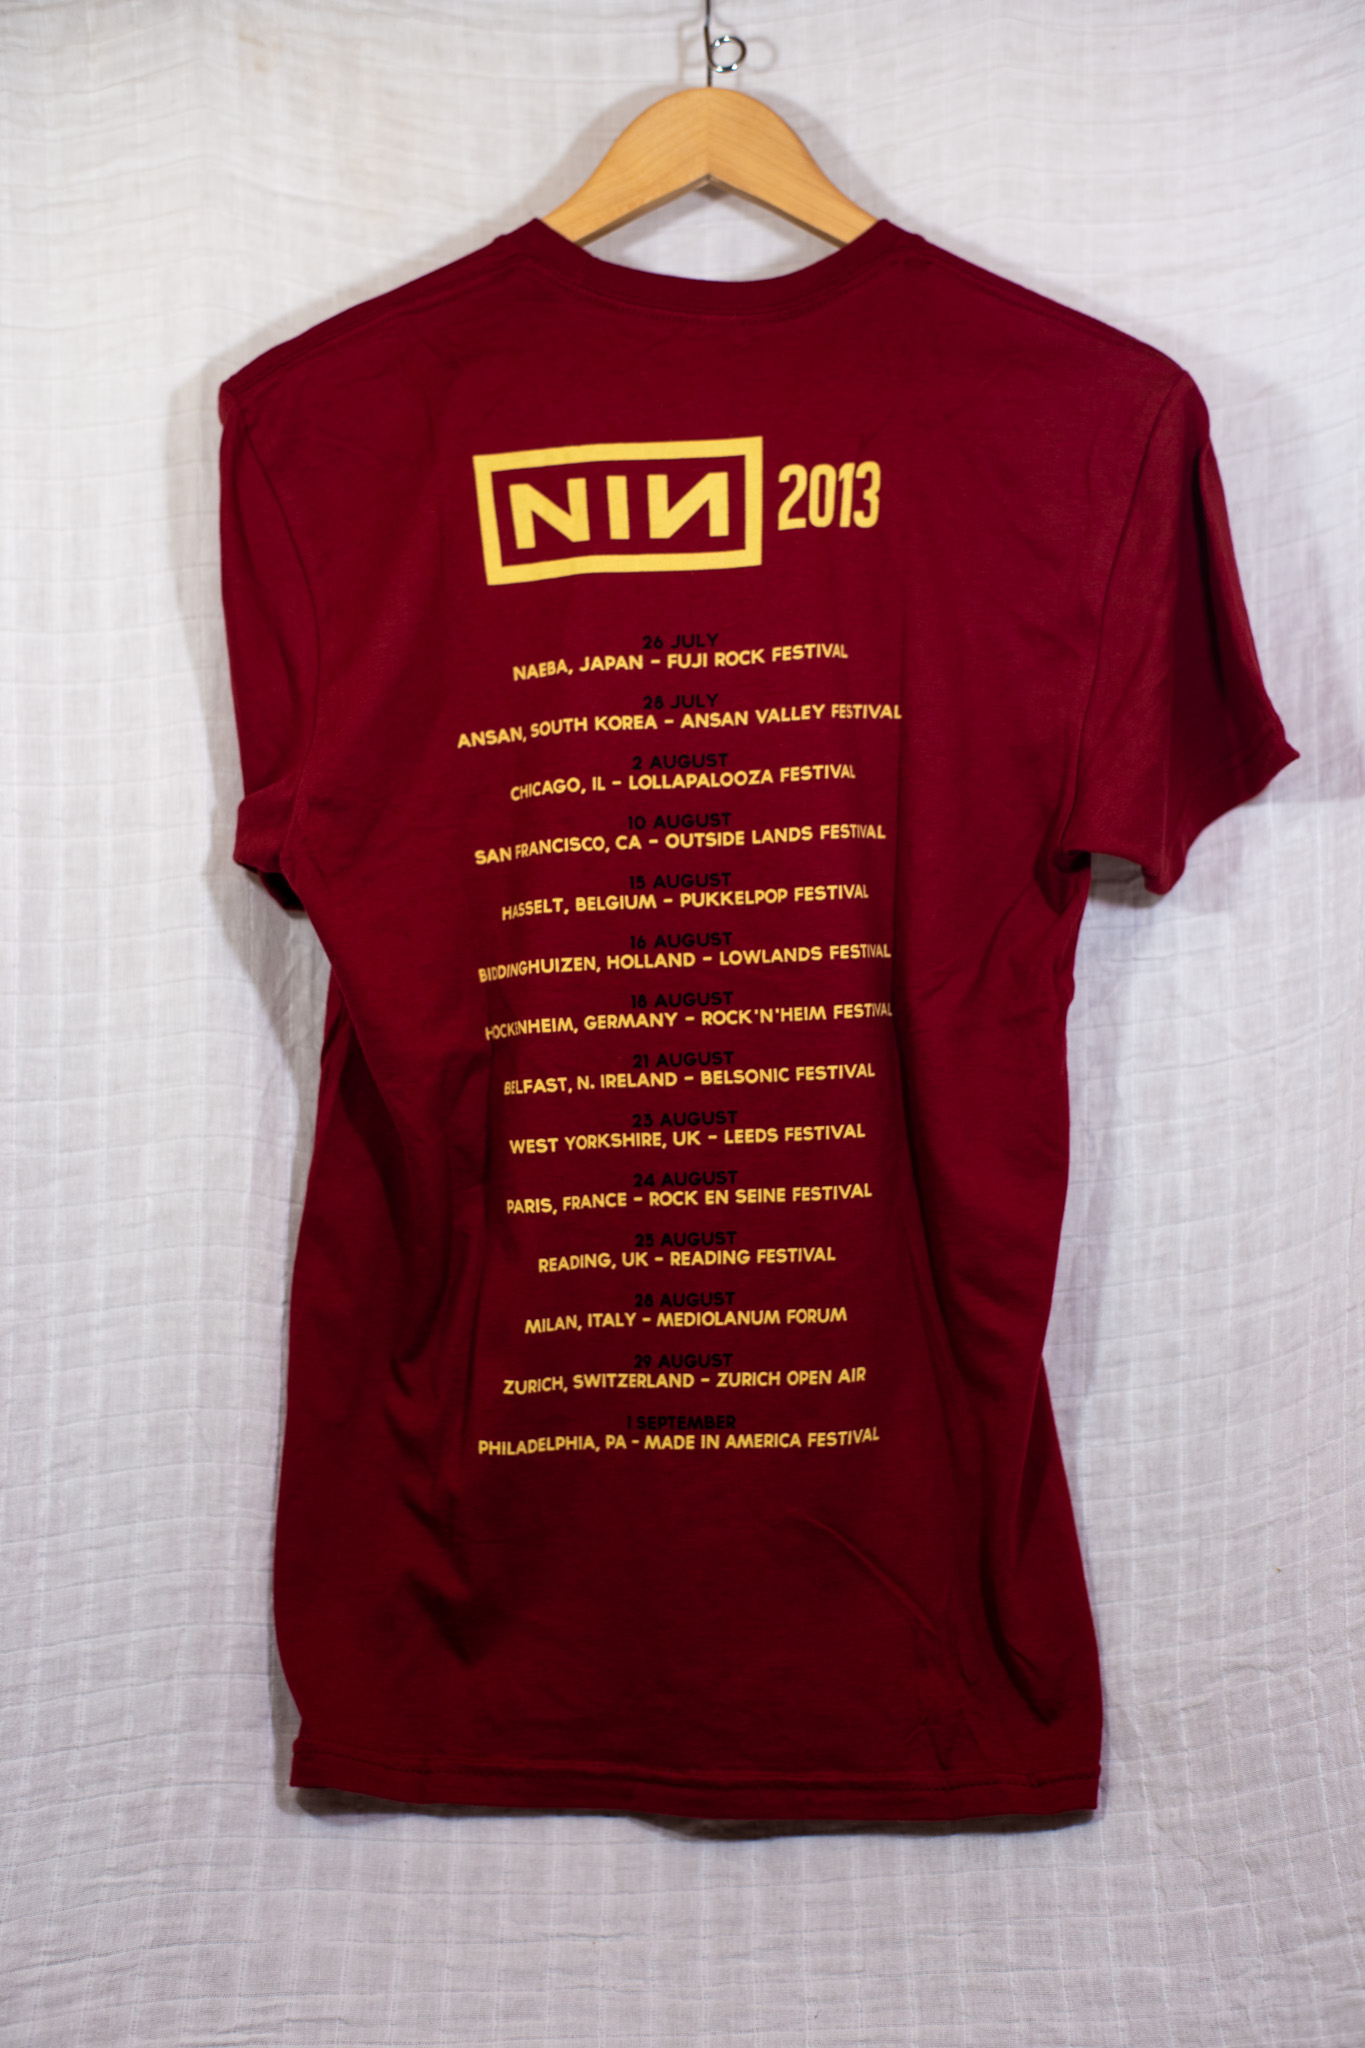 NIN 2013
26 JULY
NAEBA, JAPAN - FUJI ROCK FESTIVAL
28 JULY
ANSAN, SOUTH KOREA - ANSAN VALLEY FESTIVAL
2 AUGUST
CHICAGO, IL - LOLLAPALOOZA FESTIVAL
10 AUGUST
SAN FRANCISCO, CA - OUTSIDE LANDS FESTIVAL
15 AUGUST
HASSELT, BELGIUM - PUKKELPOP FESTIVAL
16 AUGUST
BIDDINGHUIZEN, HOLLAND - LOWLANDS FESTIVAL
18 AUGUST
HOCKENHEIM, GERMANY - ROCK'N'HEIM FESTIVAL
21 AUGUST
BELFAST, N. IRELAND - BELSONIC FESTIVAL
23 AUGUST
WEST YORKSHIRE, UK - LEEDS FESTIVAL
24 AUGUST
PARIS, FRANCE - ROCK EN SEINE FESTIVAL
25 AUGUST
READING, UK - READING FESTIVAL
28 AUGUST
MILAN, ITALY - MEDIOLANUM FORUM
29 AUGUST
ZURICH, SWITZERLAND - ZURICH OPEN AIR
1 SEPTEMBER
PHILADELPHIA, PA - MADE IN AMERICA FESTIVAL